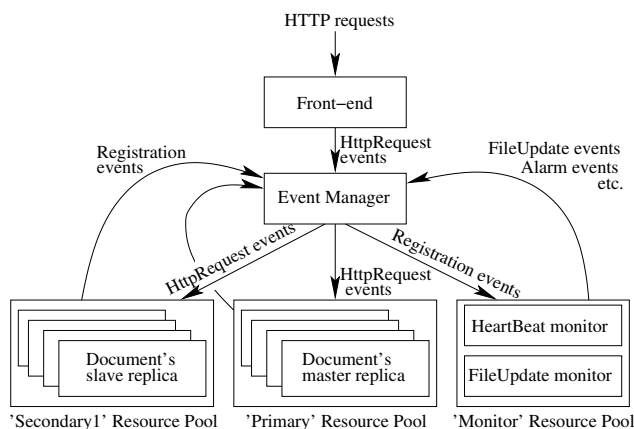 HTTP requests
Front−end
HttpRequest
events
Registration
events
FileUpdate events
Alarm events
etc.
Event Manager
HttpRequest events
HttpRequest
events
Registration events
Document's
slave replica
Document's
master replica
HeartBeat monitor
FileUpdate monitor
'Secondary1' Resource Pool
'Primary' Resource Pool
'Monitor' Resource Pool